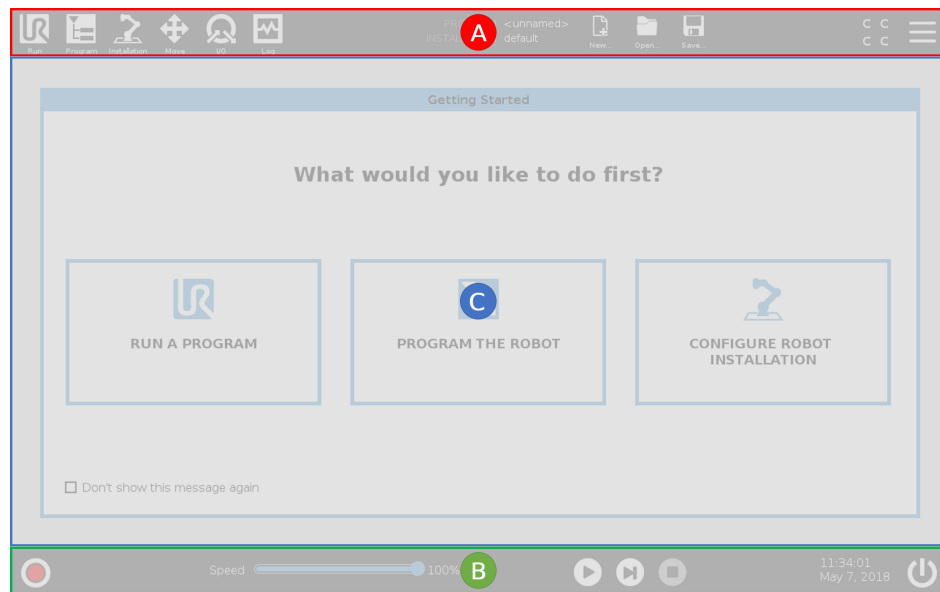 Run Program Installation Move I/O Log
PR <unnamed> New... Open... Save... C C
INSTAL default C C
A
Getting Started
What would you like to do first?
C
RUN A PROGRAM PROGRAM THE ROBOT CONFIGURE ROBOT
INSTALLATION
Don't show this message again
Speed 100% B 11:34:01
May 7, 2018